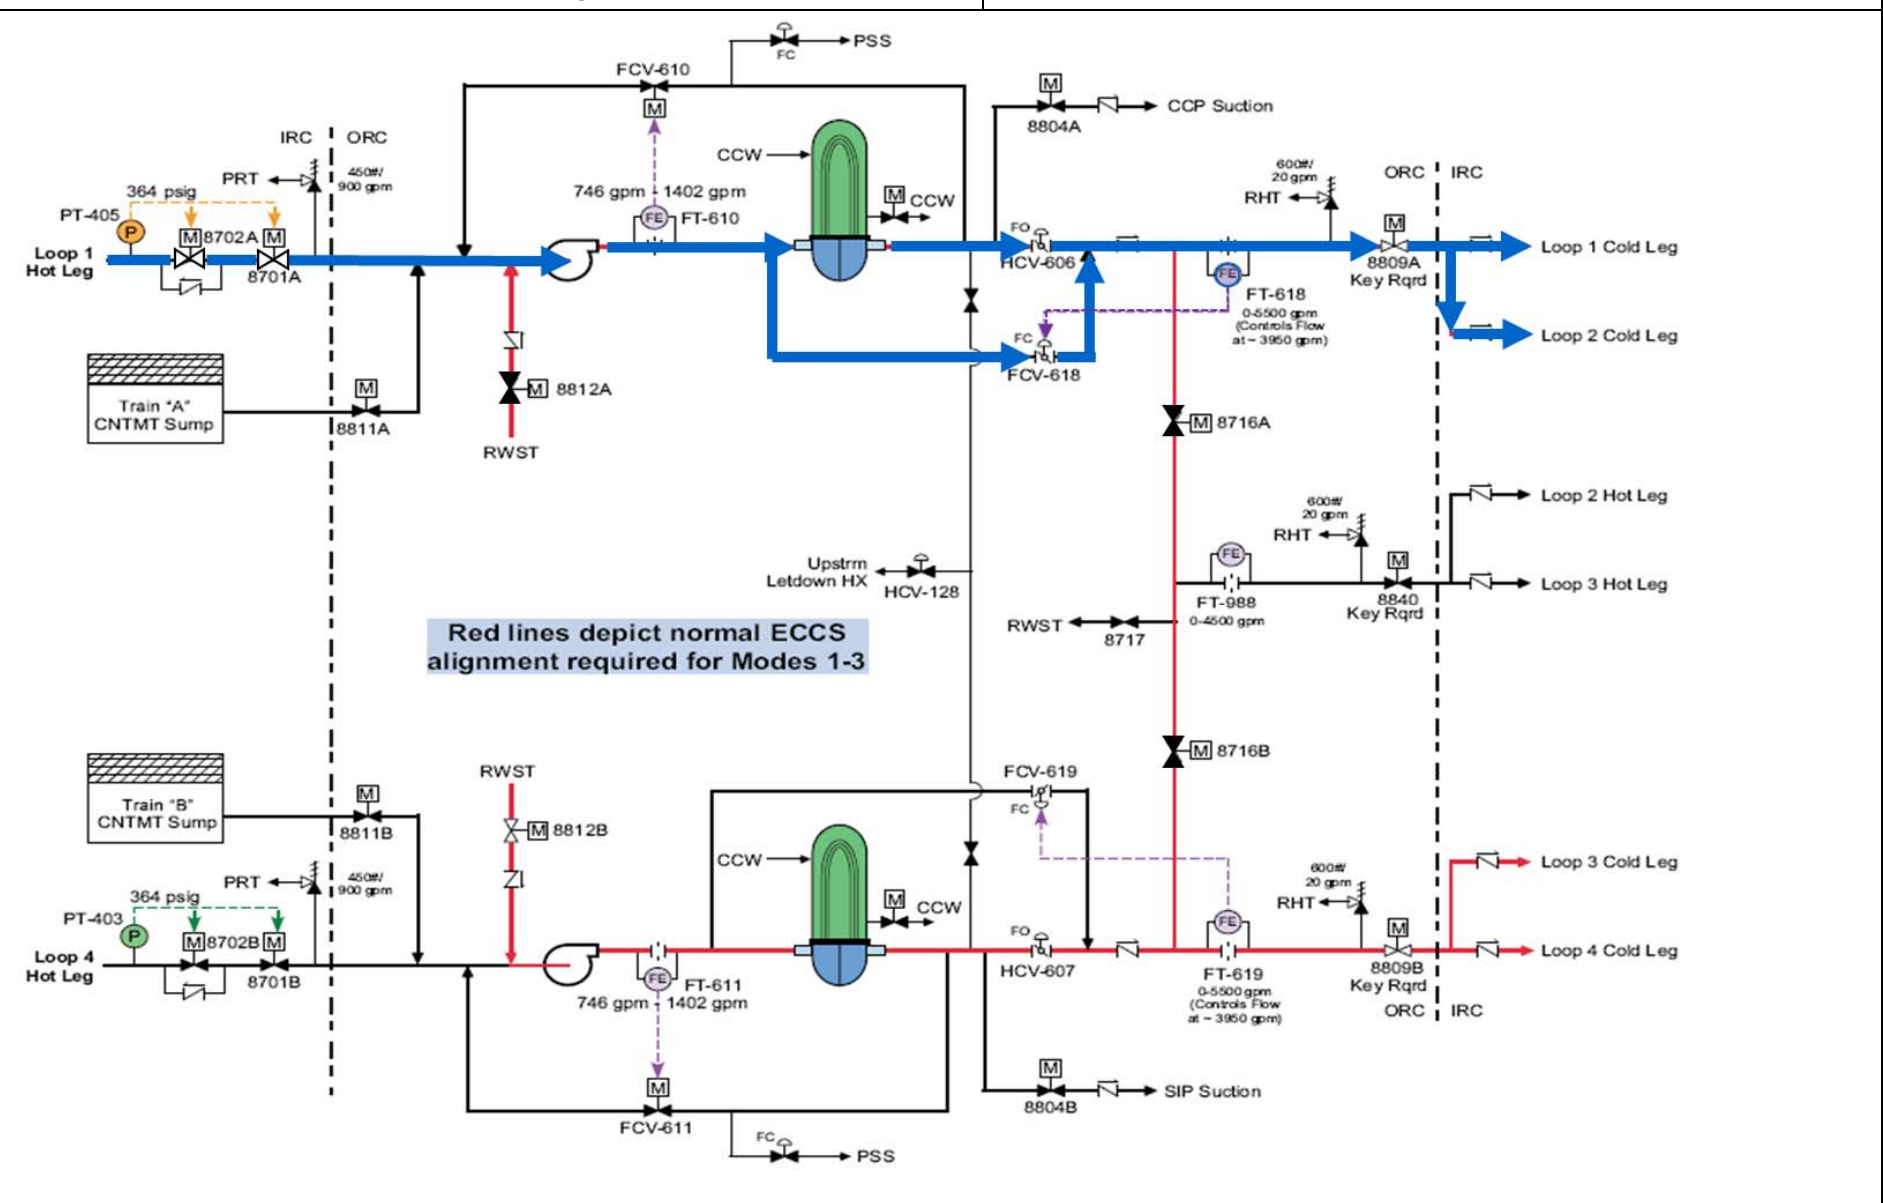 PSS
FC
FCV-610
M
M
CCP Suction
8804A
IRC
ORC
PRT
450#/
900 gpm
CCW
364 psig
746 gpm - 1402 gpm
M
CCW
600#/
20 gpm
RHT
ORC
IRC
PT-405
P
M
8702A
M
FE
FT-610
FO
M
Loop 1
Hot Leg
8701A
HCV-606
FE
8809A
Key Rqrd
Loop 1 Cold Leg
FT-618
0-5500 gpm
(Controls Flow
at ~ 3950 gpm)
FC
FCV-618
Loop 2 Cold Leg
Train "A"
CNTMT Sump
M
8811A
M
8812A
RWST
M
8716A
Loop 2 Hot Leg
600#/
20 gpm
RHT
FE
M
Upstrm
Letdown HX
HCV-128
FT-988
0-4500 gpm
8840
Key Rqrd
Loop 3 Hot Leg
RWST
8717
Red lines depict normal ECCS
alignment required for Modes 1-3
M
8716B
RWST
FCV-619
FC
Train "B"
CNTMT Sump
M
8811B
M
8812B
PRT
450#/
900 gpm
CCW
M
CCW
600#/
20 gpm
RHT
Loop 3 Cold Leg
364 psig
PT-403
P
M
8702B
M
FO
FE
M
Loop 4
Hot Leg
8701B
FE
FT-611
746 gpm - 1402 gpm
HCV-607
FT-619
0-5500 gpm
(Controls Flow
at ~ 3950 gpm)
8809B
Key Rqrd
Loop 4 Cold Leg
ORC
IRC
M
FCV-611
M
8804B
SIP Suction
FC
PSS